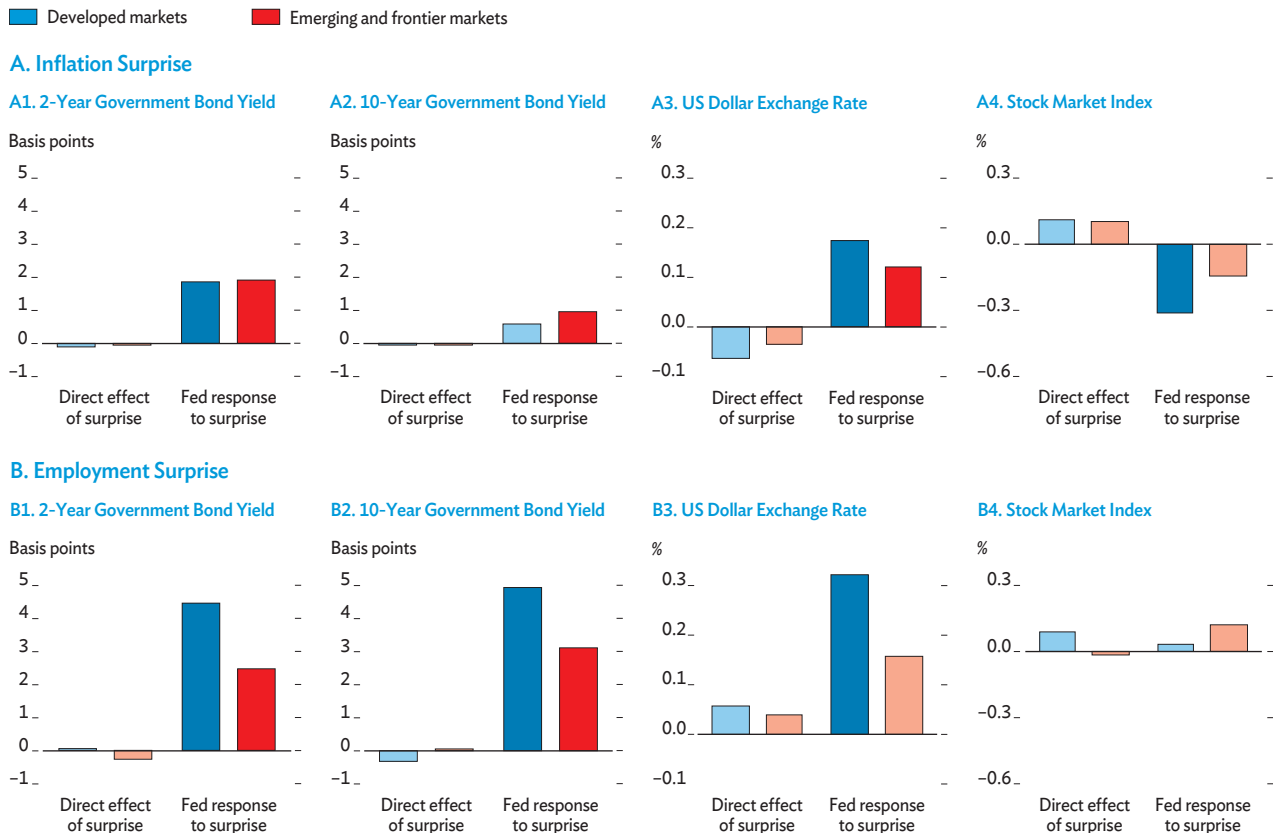 Developed markets
Emerging and frontier markets
A. Inflation Surprise
A1. 2-Year Government Bond Yield
A2. 10-Year Government Bond Yield
A3. US Dollar Exchange Rate
A4. Stock Market Index
Basis points
5
4
3
2
1
0
–1
Direct effect
of surprise
Fed response
to surprise
Basis points
5
4
3
2
1
0
–1
Direct effect
of surprise
Fed response
to surprise
%
0.3
0.2
0.1
0.0
–0.1
Direct effect
of surprise
Fed response
to surprise
%
0.3
0.0
–0.3
–0.6
Direct effect
of surprise
Fed response
to surprise
B. Employment Surprise
B1. 2-Year Government Bond Yield
B2. 10-Year Government Bond Yield
B3. US Dollar Exchange Rate
B4. Stock Market Index
Basis points
5
4
3
2
1
0
–1
Direct effect
of surprise
Fed response
to surprise
Basis points
5
4
3
2
1
0
–1
Direct effect
of surprise
Fed response
to surprise
%
0.3
0.2
0.1
0.0
–0.1
Direct effect
of surprise
Fed response
to surprise
%
0.3
0.0
–0.3
–0.6
Direct effect
of surprise
Fed response
to surprise